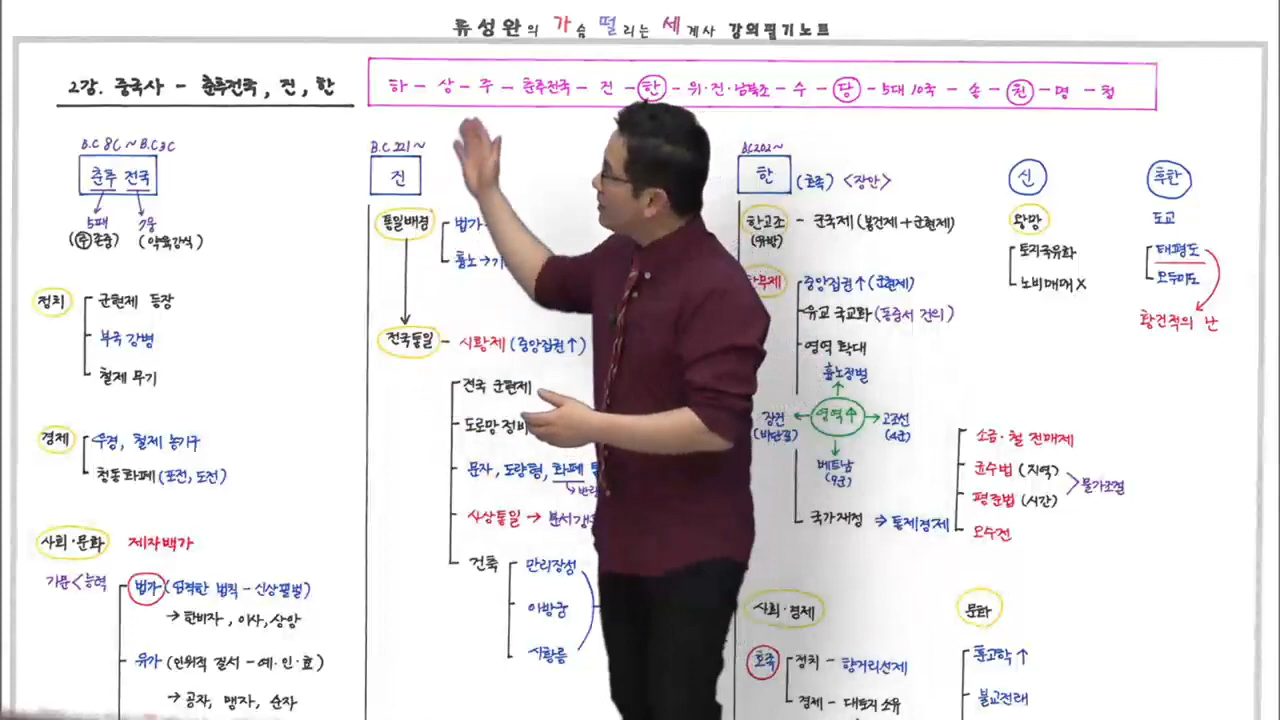 류성완의 가슴 떨리는 세계사 강의필기노트
2강. 중국사 - 춘추전국, 진, 한
하 - 상 - 주 - 춘추전국 - 진 - 한 - 위·진·남북조 - 수 - 당 - 5대 10국 - 송 - 원 - 명 - 청
B.C 8C ~ B.C 3C
춘추 전국
5패 7웅
(주존중) (약육강식)
정치
군현제 등장
부국강병
철제 무기
경제
우경, 철제 농기구
청동화폐 (포전, 도전)
사회·문화 제자백가
가문 < 능력
법가 (엄격한 법칙 - 신상필벌)
→ 한비자, 이사, 상앙
유가 (인위적 질서 - 예·인·효)
→ 공자, 맹자, 순자
B.C 221 ~
진
통일배경
법가
흉노 →
전국통일 - 시황제 (중앙집권↑)
전국 군현제
도로망 정비
문자, 도량형, 화폐
사상통일 → 분서갱
건축
만리장성
아방궁
시황릉
BC 202 ~
한 (호족) <장안>
한고조 - 군국제 (봉건제 + 군현제)
(유방)
무제
중앙집권↑ (군현제)
유교 국교화 (동중서 건의)
영역 확대
흉노정벌
장건 ← 영역↑ → 고조선
(비단길) (4군)
베트남
(9군)
국가재정 ⇒ 통제경제
소금·철 전매제
균수법 (지역)
평준법 (시간)
물가조절
오수전
사회·경제
호족
정치 - 향거리선제
경제 - 대토지 소유
문화
훈고학↑
불교전래
신
왕망
토지국유화
노비매매 X
후한
도교
태평도
오두미도
황건적의 난